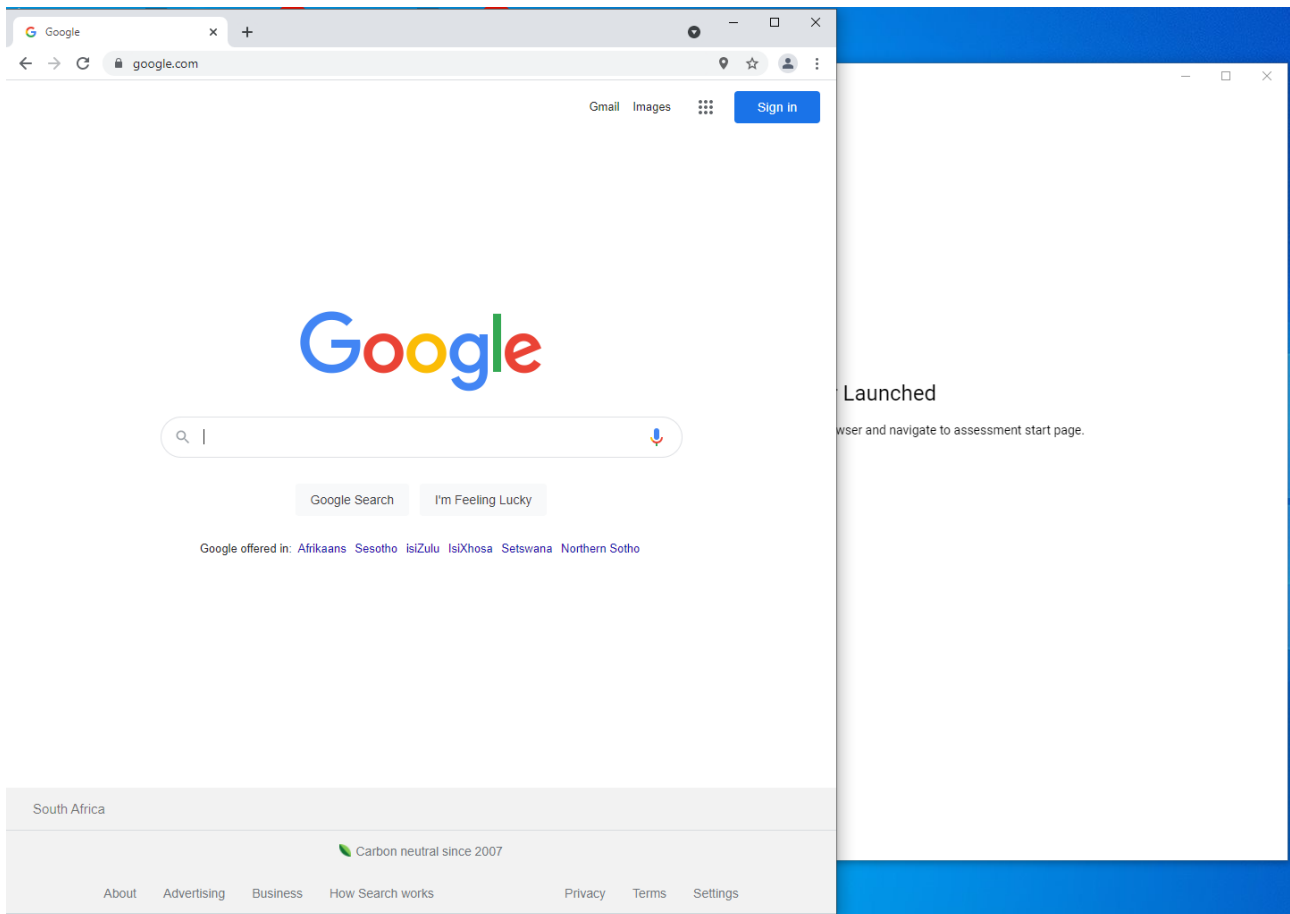 Google
google.com
Gmail Images Sign in
Google
Google Search I'm Feeling Lucky
Google offered in: Afrikaans Sesotho isiZulu IsiXhosa Setswana Northern Sotho
Launched
wser and navigate to assessment start page.
South Africa
Carbon neutral since 2007
About Advertising Business How Search works Privacy Terms Settings